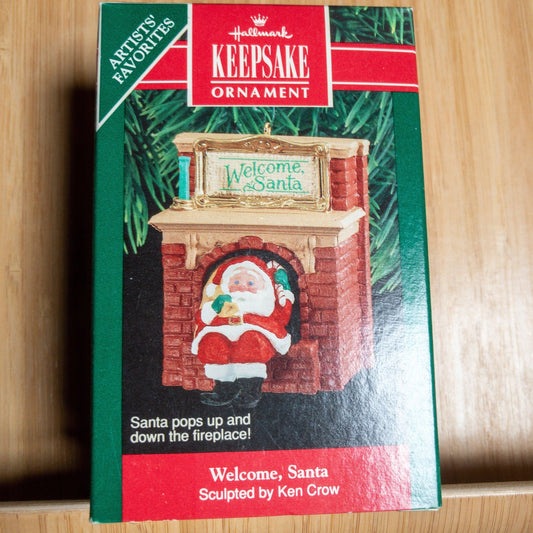 ARTISTS'
FAVORITES
Hallmark
KEEPSAKE
ORNAMENT
Welcome,
Santa
Santa pops up and
down the fireplace!
Welcome, Santa
Sculpted by Ken Crow